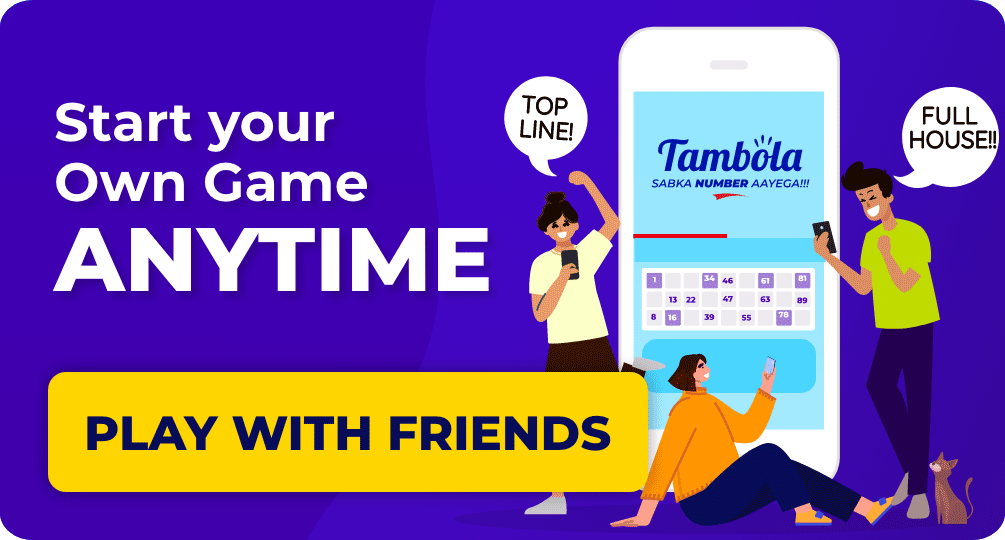 Start your
Own Game
ANYTIME
PLAY WITH FRIENDS
TOP
LINE!
FULL
HOUSE!!
Tambola
SABKA NUMBER AAYEGA!!!
1 34 46 61 81
13 22 47 63 89
8 16 39 55 78